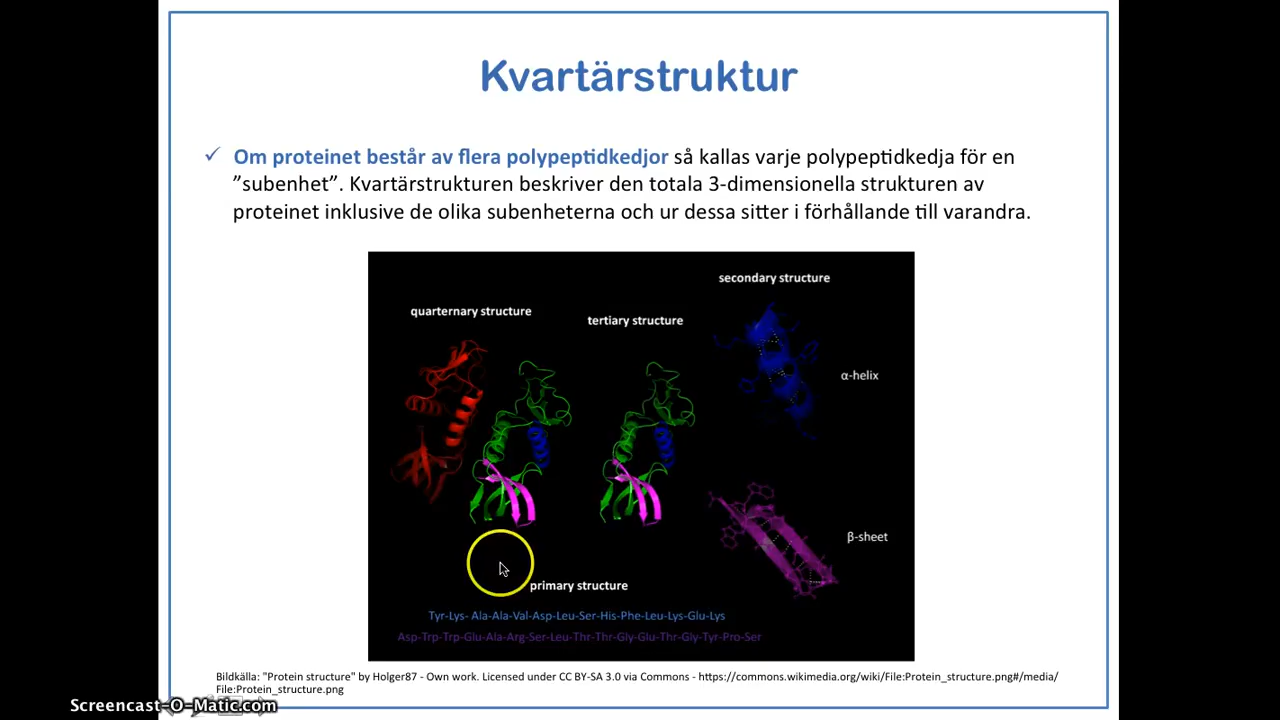 Kvartärstruktur
✓ Om proteinet består av flera polypeptidkedjor så kallas varje polypeptidkedja för en
”subenhet”. Kvartärstrukturen beskriver den totala 3-dimensionella strukturen av
proteinet inklusive de olika subenheterna och ur dessa sitter i förhållande till varandra.
secondary structure
quarternary structure
tertiary structure
α-helix
β-sheet
primary structure
Tyr-Lys- Ala-Ala-Val-Asp-Leu-Ser-His-Phe-Leu-Lys-Glu-Lys
Asp-Trp-Trp-Glu-Ala-Arg-Ser-Leu-Thr-Thr-Gly-Glu-Thr-Gly-Tyr-Pro-Ser
Bildkälla: "Protein structure" by Holger87 - Own work. Licensed under CC BY-SA 3.0 via Commons - https://commons.wikimedia.org/wiki/File:Protein_structure.png#/media/
File:Protein_structure.png
Screencast-O-Matic.com